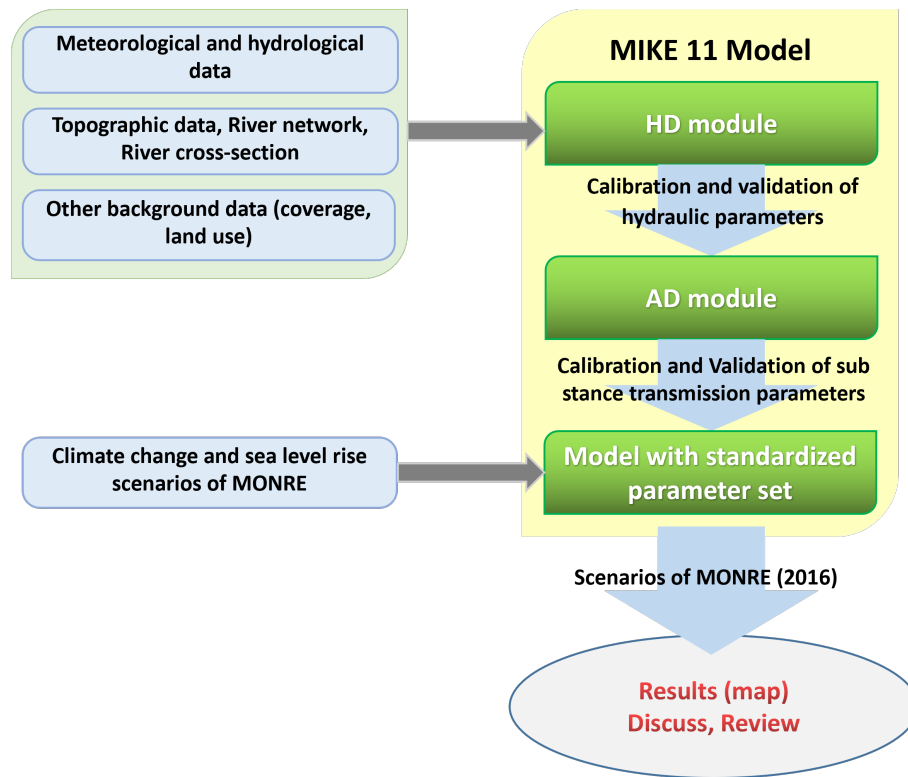 Meteorological and hydrological
data
Topographic data, River network,
River cross-section
Other background data (coverage,
land use)
MIKE 11 Model
HD module
Calibration and validation of
hydraulic parameters
AD module
Calibration and Validation of sub
stance transmission parameters
Climate change and sea level rise
scenarios of MONRE
Model with standardized
parameter set
Scenarios of MONRE (2016)
Results (map)
Discuss, Review